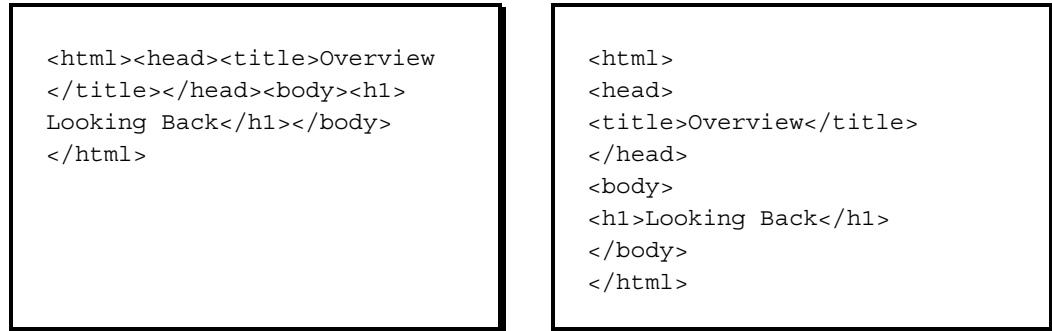 <html><head><title>Overview
</title></head><body><h1>
Looking Back</h1></body>
</html>
<html>
<head>
<title>Overview</title>
</head>
<body>
<h1>Looking Back</h1>
</body>
</html>